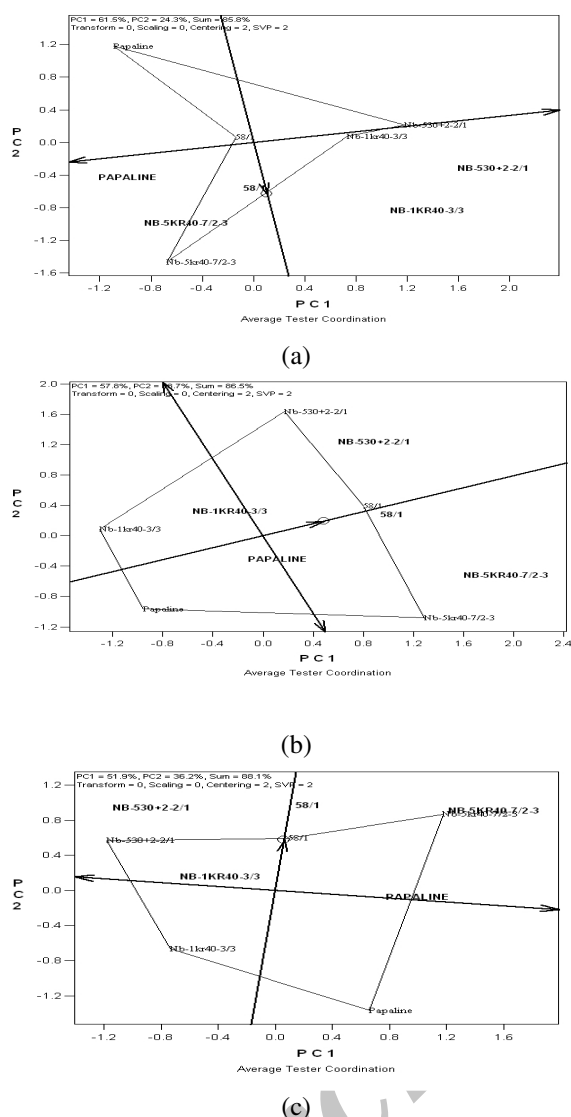 PC1 = 61.5%, PC2 = 24.3%, Sum = 85.8%
Transform = 0, Scaling = 0, Centering = 2, SVP = 2
1.2
Papaline
0.8
0.4
Nb-530+2-2/1
P
C
2
58/1
Nb-1kr40-3/3
0.0
NB-530+2-2/1
PAPALINE
-0.4
58/1
NB-1KR40-3/3
-0.8
NB-5KR40-7/2-3
-1.2
Nb-5kr40-7/2-3
-1.6
-1.2 -0.8 -0.4 0.0 0.4 0.8 1.2 1.6 2.0
PC1
Average Tester Coordination
(a)
2.0
PC1 = 57.8%, PC2 = 28.7%, Sum = 86.5%
Transform = 0, Scaling = 0, Centering = 2, SVP = 2
1.6
Nb-530+2-2/1
1.2
NB-530+2-2/1
0.8
P
C
2
0.4
NB-1KR40-3/3
58/1
58/1
Nb-1kr40-3/3
0.0
PAPALINE
-0.4
NB-5KR40-7/2-3
-0.8
Papaline
Nb-5kr40-7/2-3
-1.2
-1.2 -0.8 -0.4 0.0 0.4 0.8 1.2 1.6 2.0 2.4
PC1
Average Tester Coordination
(b)
PC1 = 51.9%, PC2 = 36.2%, Sum = 88.1%
Transform = 0, Scaling = 0, Centering = 2, SVP = 2
1.2
NB-530+2-2/1
58/1
NB-5KR40-7/2-3
Nb-5kr40-7/2-3
0.8
Nb-530+2-2/1
58/1
0.4
P
C
2
NB-1KR40-3/3
0.0
PAPALINE
-0.4
Nb-1kr40-3/3
-0.8
-1.2
Papaline
-1.2 -0.8 -0.4 0.0 0.4 0.8 1.2 1.6
PC1
Average Tester Coordination
(c)